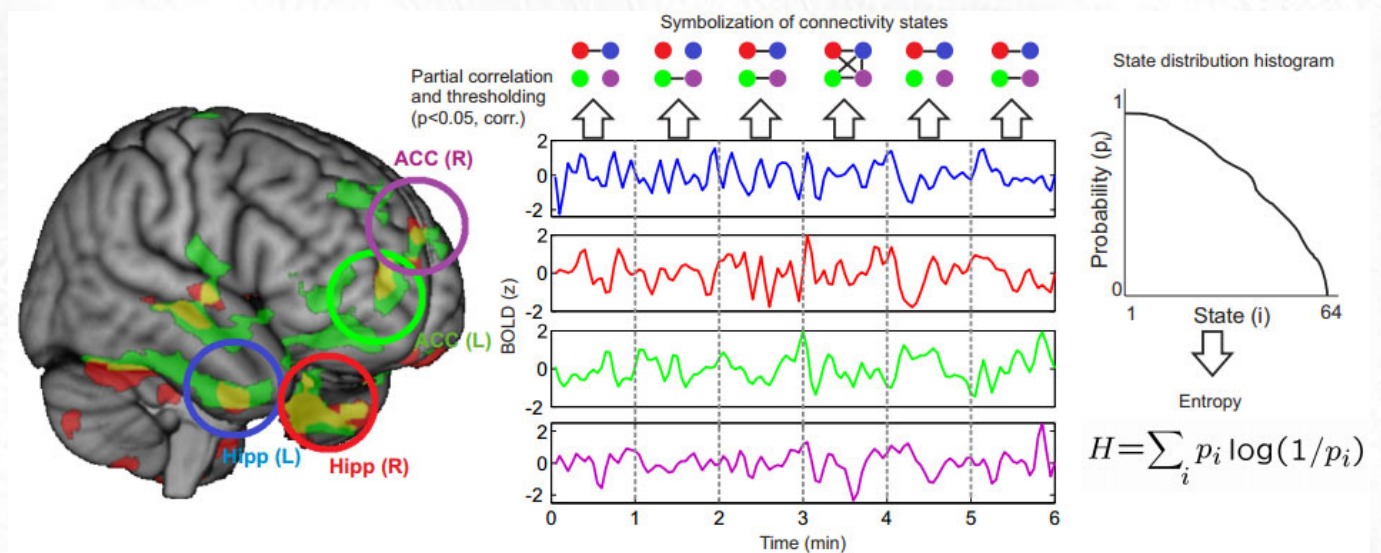 Symbolization of connectivity states
Partial correlation
and thresholding
(p<0.05, corr.)
State distribution histogram
ACC (R)
ACC (L)
Hipp (L)
Hipp (R)
BOLD (z)
2
0
-2
2
0
-2
2
0
-2
2
0
-2
0
1
2
3
4
5
6
Time (min)
1
Probability (pᵢ)
0
1
State (i)
64
Entropy
H=∑ᵢ pᵢ log(1/pᵢ)